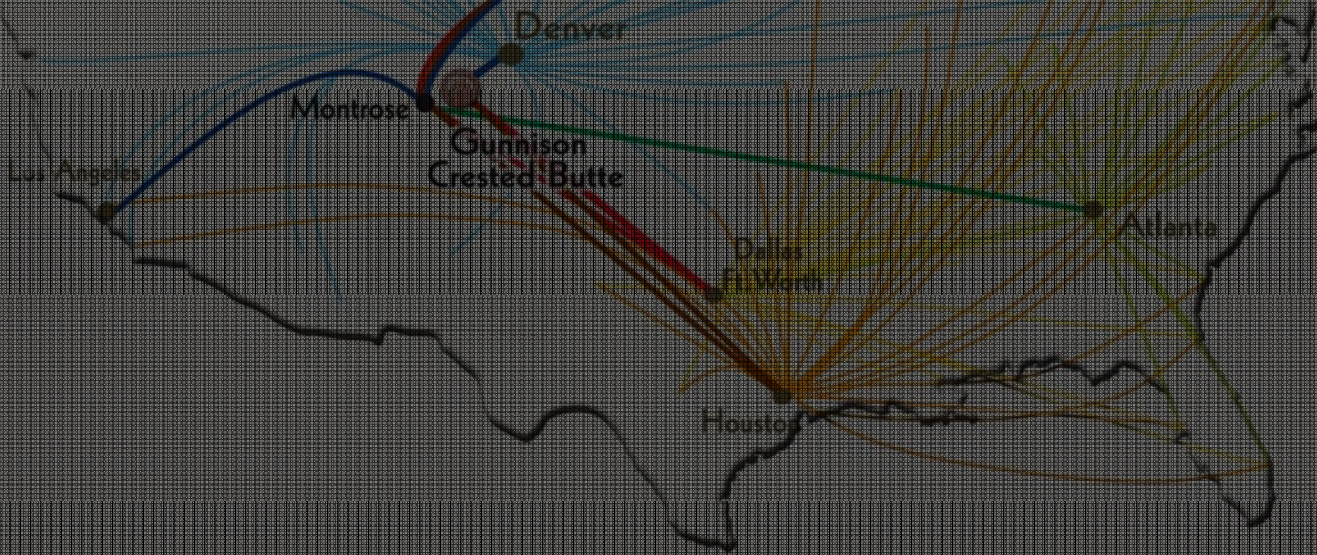 Denver
Montrose
Gunnison
Crested Butte
Los Angeles
Atlanta
Dallas
Ft. Worth
Houston